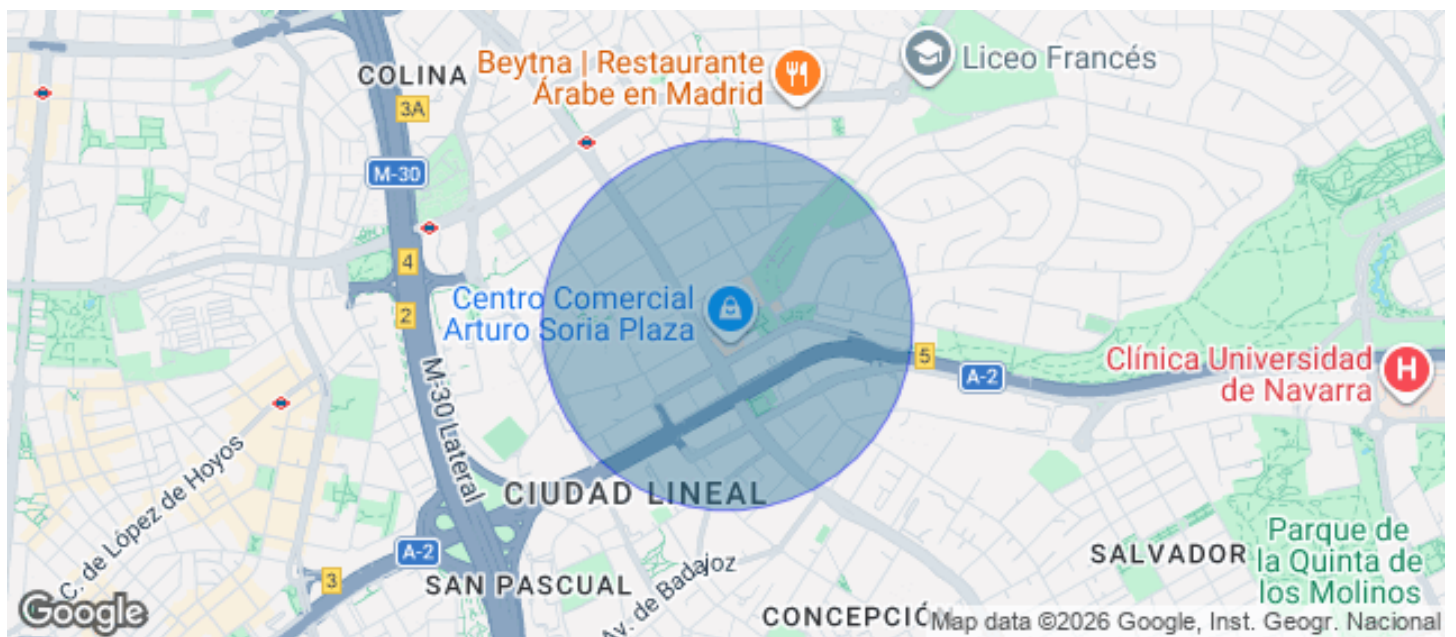 COLINA
3A
Beytna | Restaurante
Árabe en Madrid
Liceo Francés
M-30
4
2
Centro Comercial
Arturo Soria Plaza
M-30 Lateral
5
A-2
Clínica Universidad
de Navarra
H
C. de López de Hoyos
CIUDAD LINEAL
A-2
3
SAN PASCUAL
Av. de Badajoz
SALVADOR
Parque de
la Quinta de
los Molinos
CONCEPCIÓN
Google
Map data ©2026 Google, Inst. Geogr. Nacional